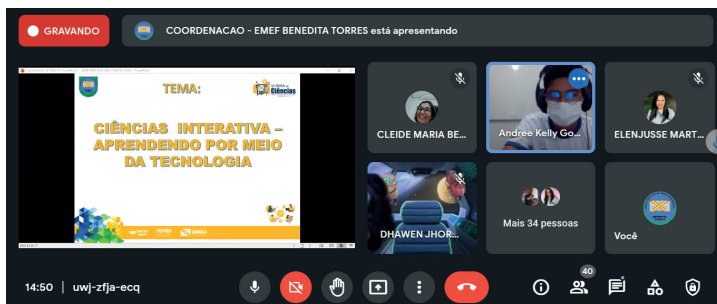 GRAVANDO
COORDENACAO - EMEF BENEDITA TORRES está apresentando
TEMA:
Ciências
CIÊNCIAS INTERATIVA –
APRENDENDO POR MEIO
DA TECNOLOGIA
CLEIDE MARIA BE...
Andree Kelly Go...
ELENJUSSE MART...
DHAWEN JHOR...
Mais 34 pessoas
Você
14:50 | uwj-zfja-ecq
40